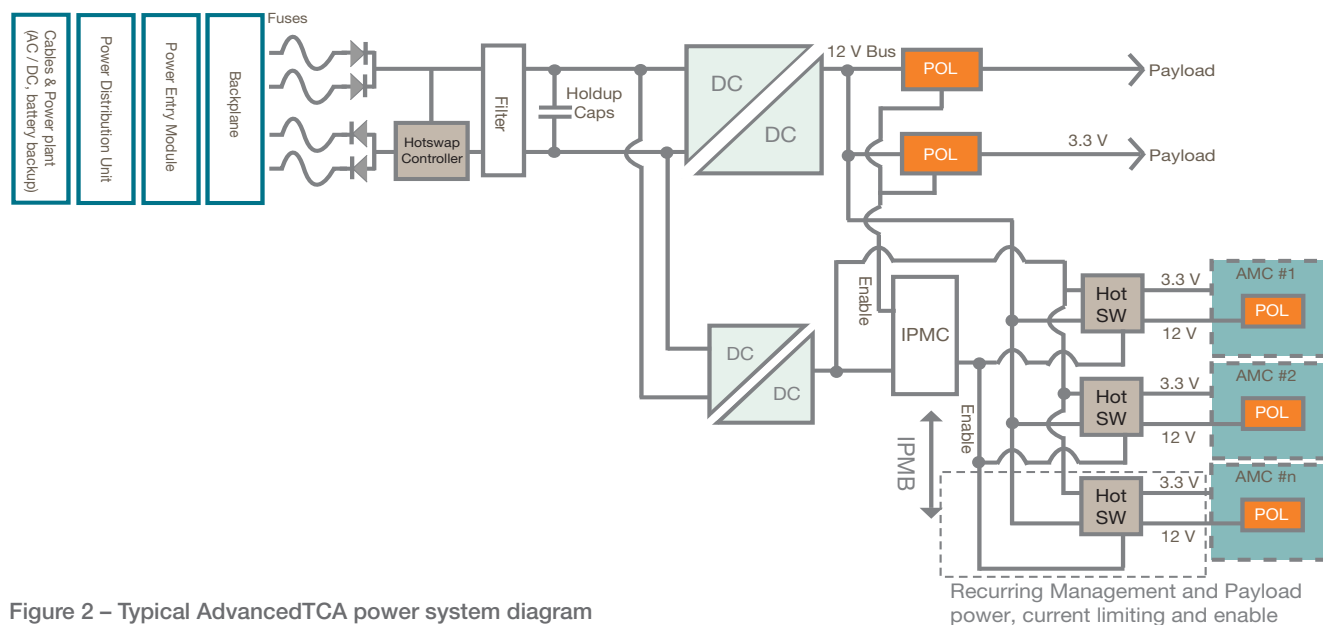 Cables & Power plant
(AC / DC, battery backup)
Power Distribution Unit
Power Entry Module
Backplane
Fuses
Hotswap
Controller
Filter
Holdup
Caps
DC
DC
12 V Bus
POL
Payload
POL
3.3 V
Payload
DC
DC
Enable
IPMC
Enable
IPMB
Hot
SW
3.3 V
12 V
AMC #1
POL
Hot
SW
3.3 V
12 V
AMC #2
POL
Hot
SW
3.3 V
12 V
AMC #n
POL
Recurring Management and Payload
power, current limiting and enable
Figure 2 – Typical AdvancedTCA power system diagram